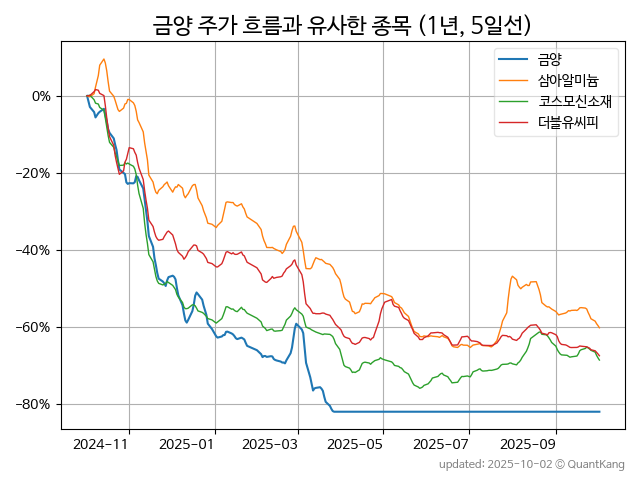 금양 주가 흐름과 유사한 종목 (1년, 5일선)
금양
삼아알미늄
코스모신소재
더블유씨피
0%
−20%
−40%
−60%
−80%
2024−11
2025−01
2025−03
2025−05
2025−07
2025−09
updated: 2025-10-02 © QuantKang